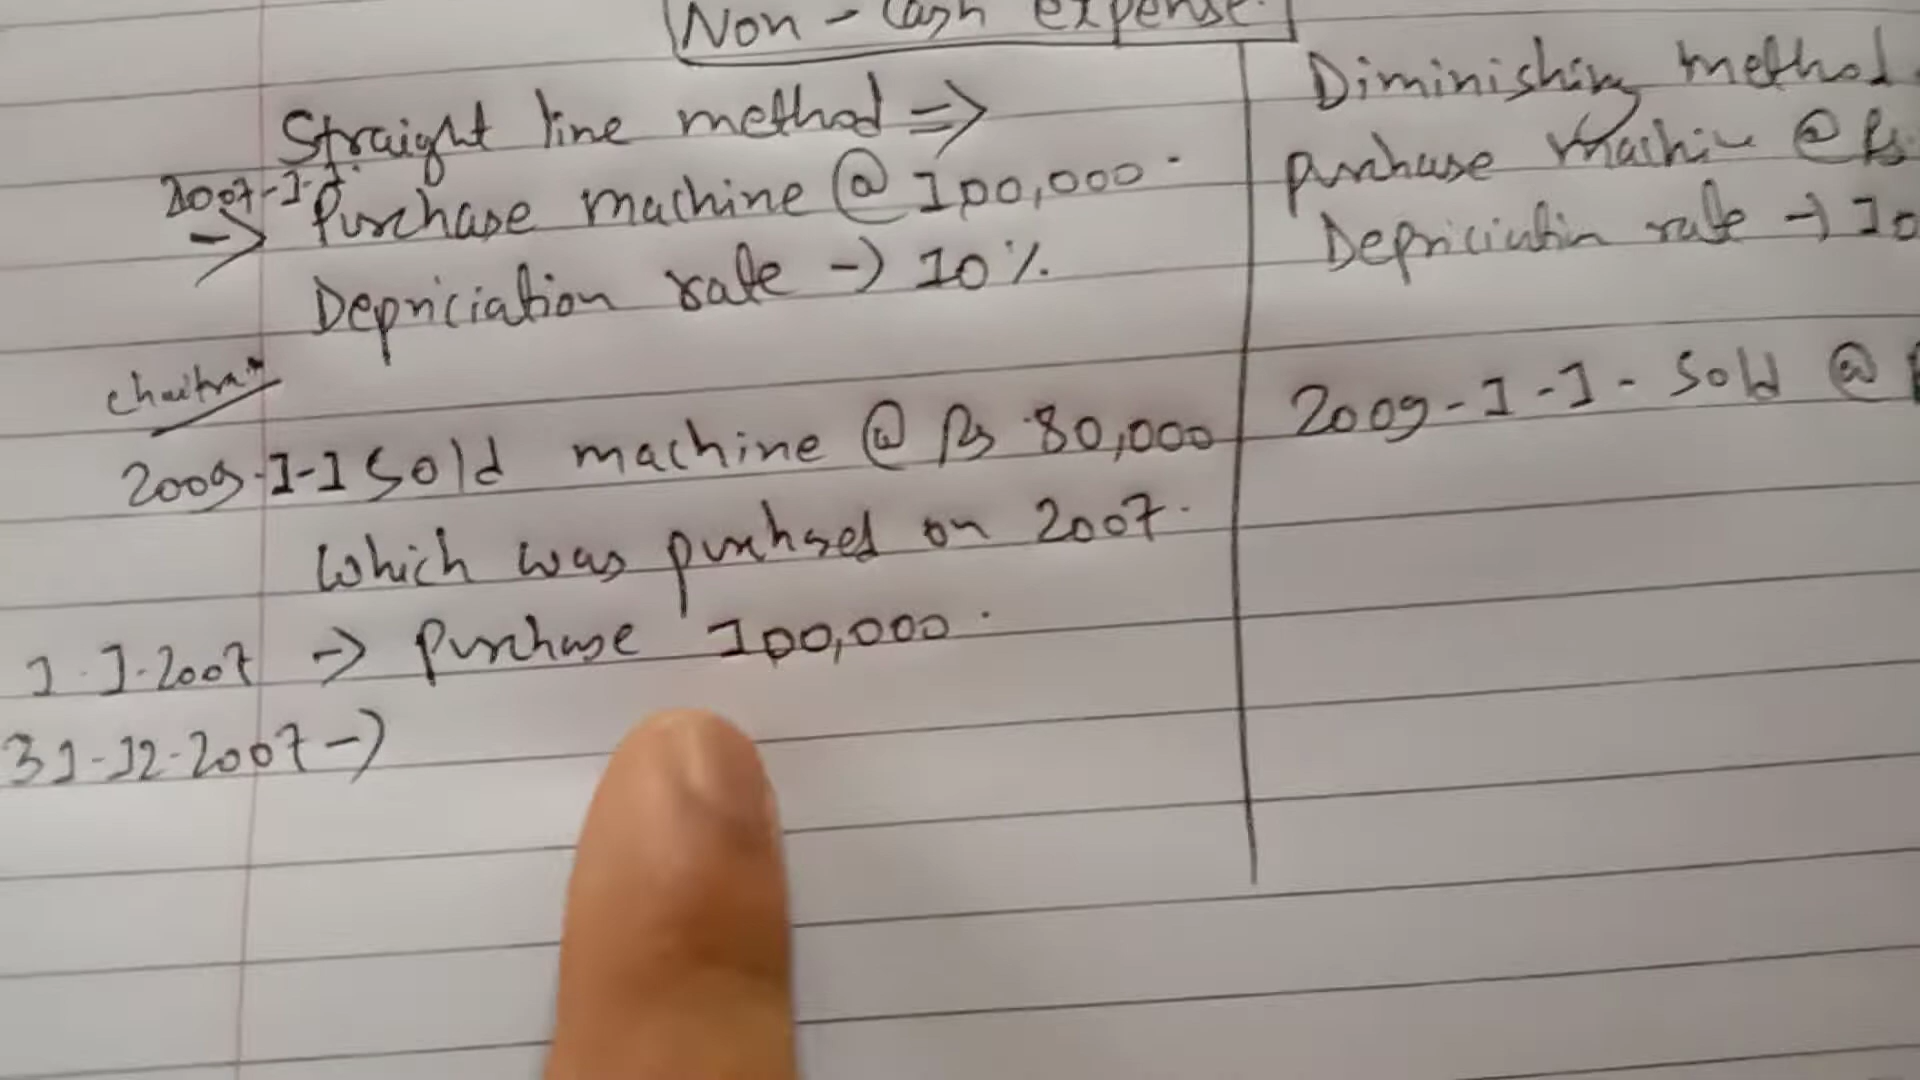 Non - Cash expense.
Straight line method =>
2007-1-1
-> Purchase machine @ 100,000.
Depriciation rate -> 10%.
2009-1-1 Sold machine @ Rs 80,000
which was purchased on 2007.
1.1.2007 -> Purchase 100,000.
31-12-2007 ->
Diminishing method
purchase machine @ Rs
Depriciation rate -> 10
2009-1-1- Sold @